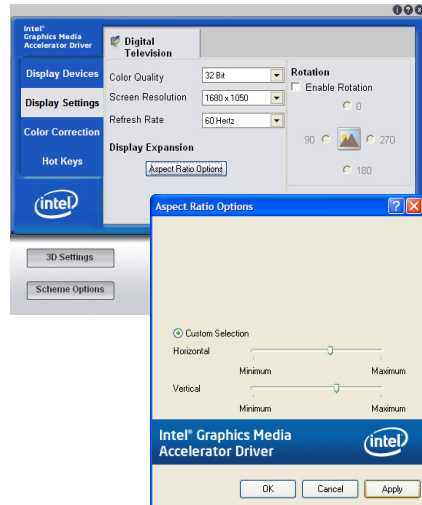 Intel®
Graphics Media
Accelerator Driver
Digital
Television
Display Devices
Display Settings
Color Correction
Hot Keys
intel
Color Quality
32 Bit
Screen Resolution
1680 x 1050
Refresh Rate
60 Hertz
Display Expansion
Aspect Ratio Options
Rotation
Enable Rotation
0
90
270
180
3D Settings
Scheme Options
Aspect Ratio Options
Custom Selection
Horizontal
Minimum Maximum
Vertical
Minimum Maximum
Intel® Graphics Media
Accelerator Driver
intel
OK Cancel Apply